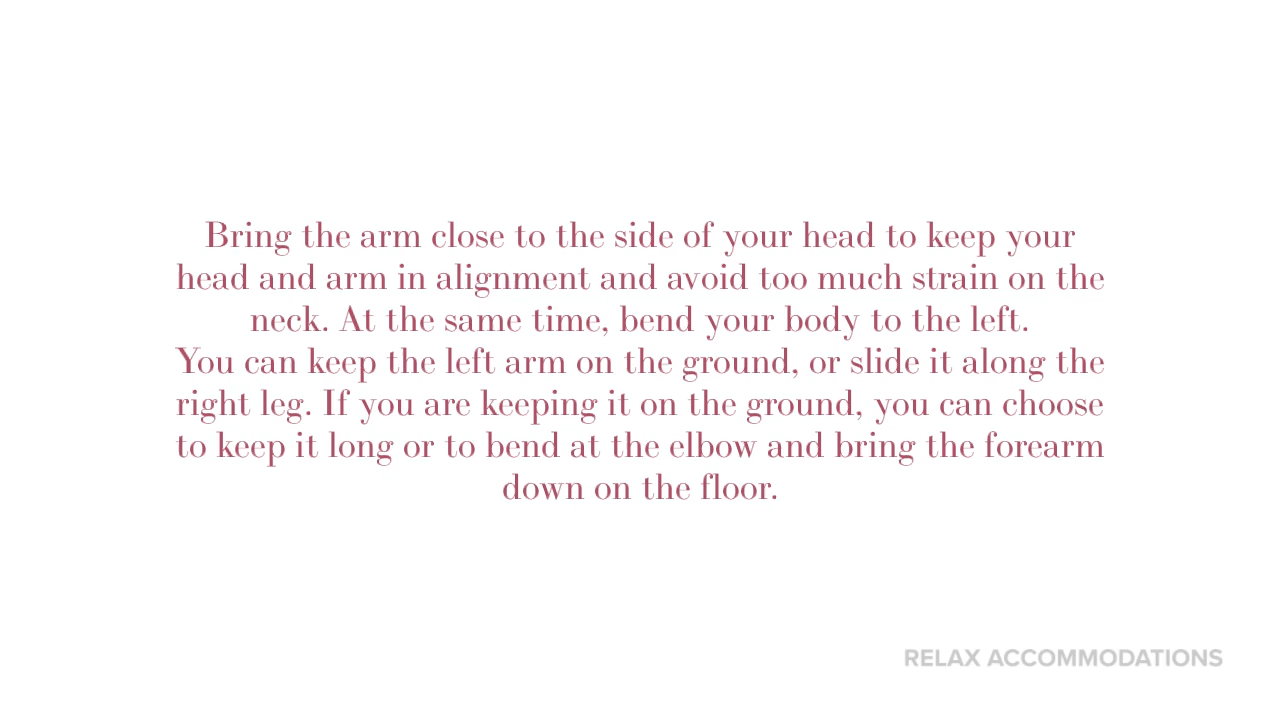 Bring the arm close to the side of your head to keep your
head and arm in alignment and avoid too much strain on the
neck. At the same time, bend your body to the left.
You can keep the left arm on the ground, or slide it along the
right leg. If you are keeping it on the ground, you can choose
to keep it long or to bend at the elbow and bring the forearm
down on the floor.
RELAX ACCOMMODATIONS